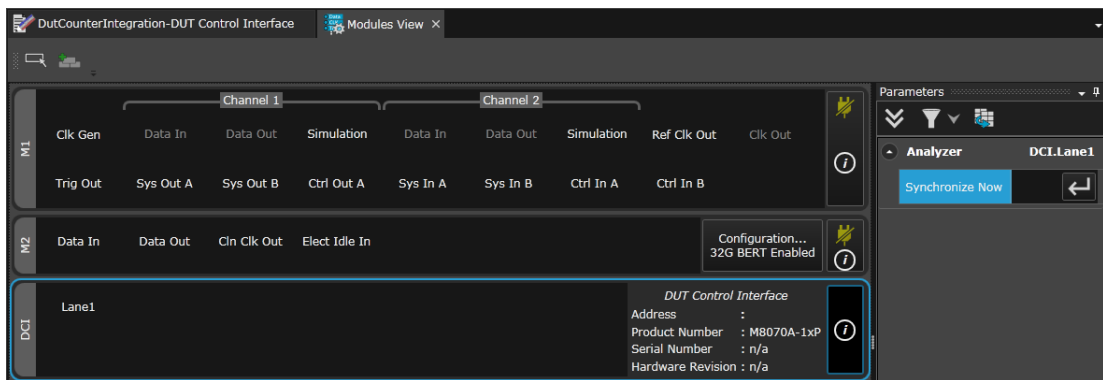 DutCounterIntegration-DUT Control Interface
Modules View
Channel 1 Channel 2
Clk Gen Data In Data Out Simulation Data In Data Out Simulation Ref Clk Out Clk Out
M1
Trig Out Sys Out A Sys Out B Ctrl Out A Sys In A Sys In B Ctrl In A Ctrl In B
M2
Data In Data Out Cln Clk Out Elect Idle In
Configuration...
32G BERT Enabled
DCI
Lane1
DUT Control Interface
Address :
Product Number : M8070A-1xP
Serial Number : n/a
Hardware Revision : n/a
Parameters
Analyzer DCI.Lane1
Synchronize Now